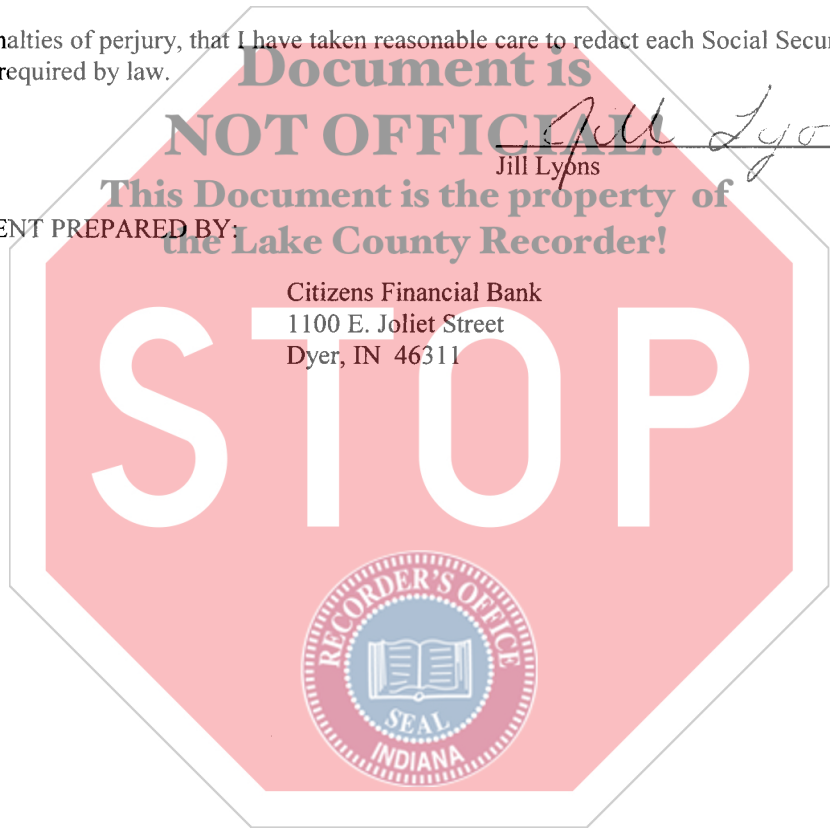 nalties of perjury, that I have taken reasonable care to redact each Social Secur
required by law.
Document is
NOT OFFICIAL!
Jill Lyo
Jill Lyons
This Document is the property of
the Lake County Recorder!
ENT PREPARED BY:
Citizens Financial Bank
1100 E. Joliet Street
Dyer, IN 46311
STOP
RECORDER'S OFFICE
SEAL
INDIANA